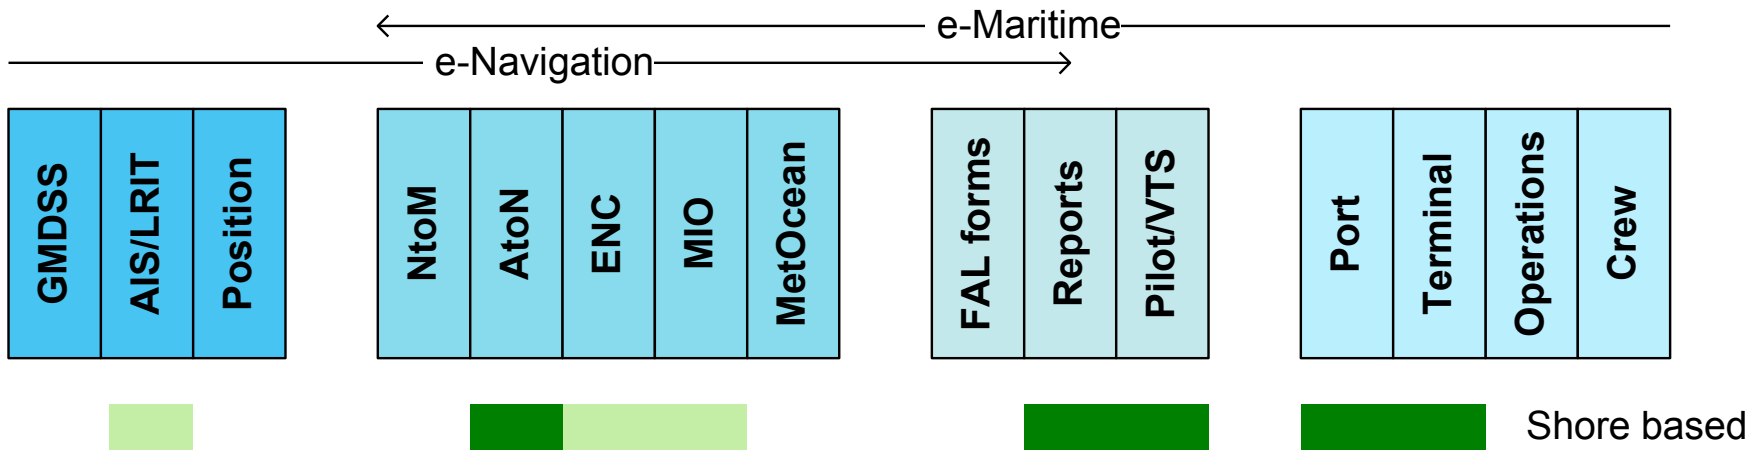 e-Maritime
e-Navigation
GMDSS
AIS/LRIT
Position
NtoM
AtoN
ENC
MIO
MetOcean
FAL forms
Reports
Pilot/VTS
Port
Terminal
Operations
Crew
Shore based